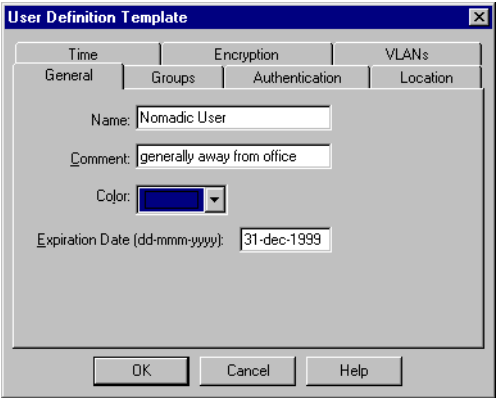 User Definition Template
Time Encryption VLANs
General Groups Authentication Location
Name: Nomadic User
Comment: generally away from office
Color:
Expiration Date (dd-mmm-yyyy): 31-dec-1999
OK Cancel Help